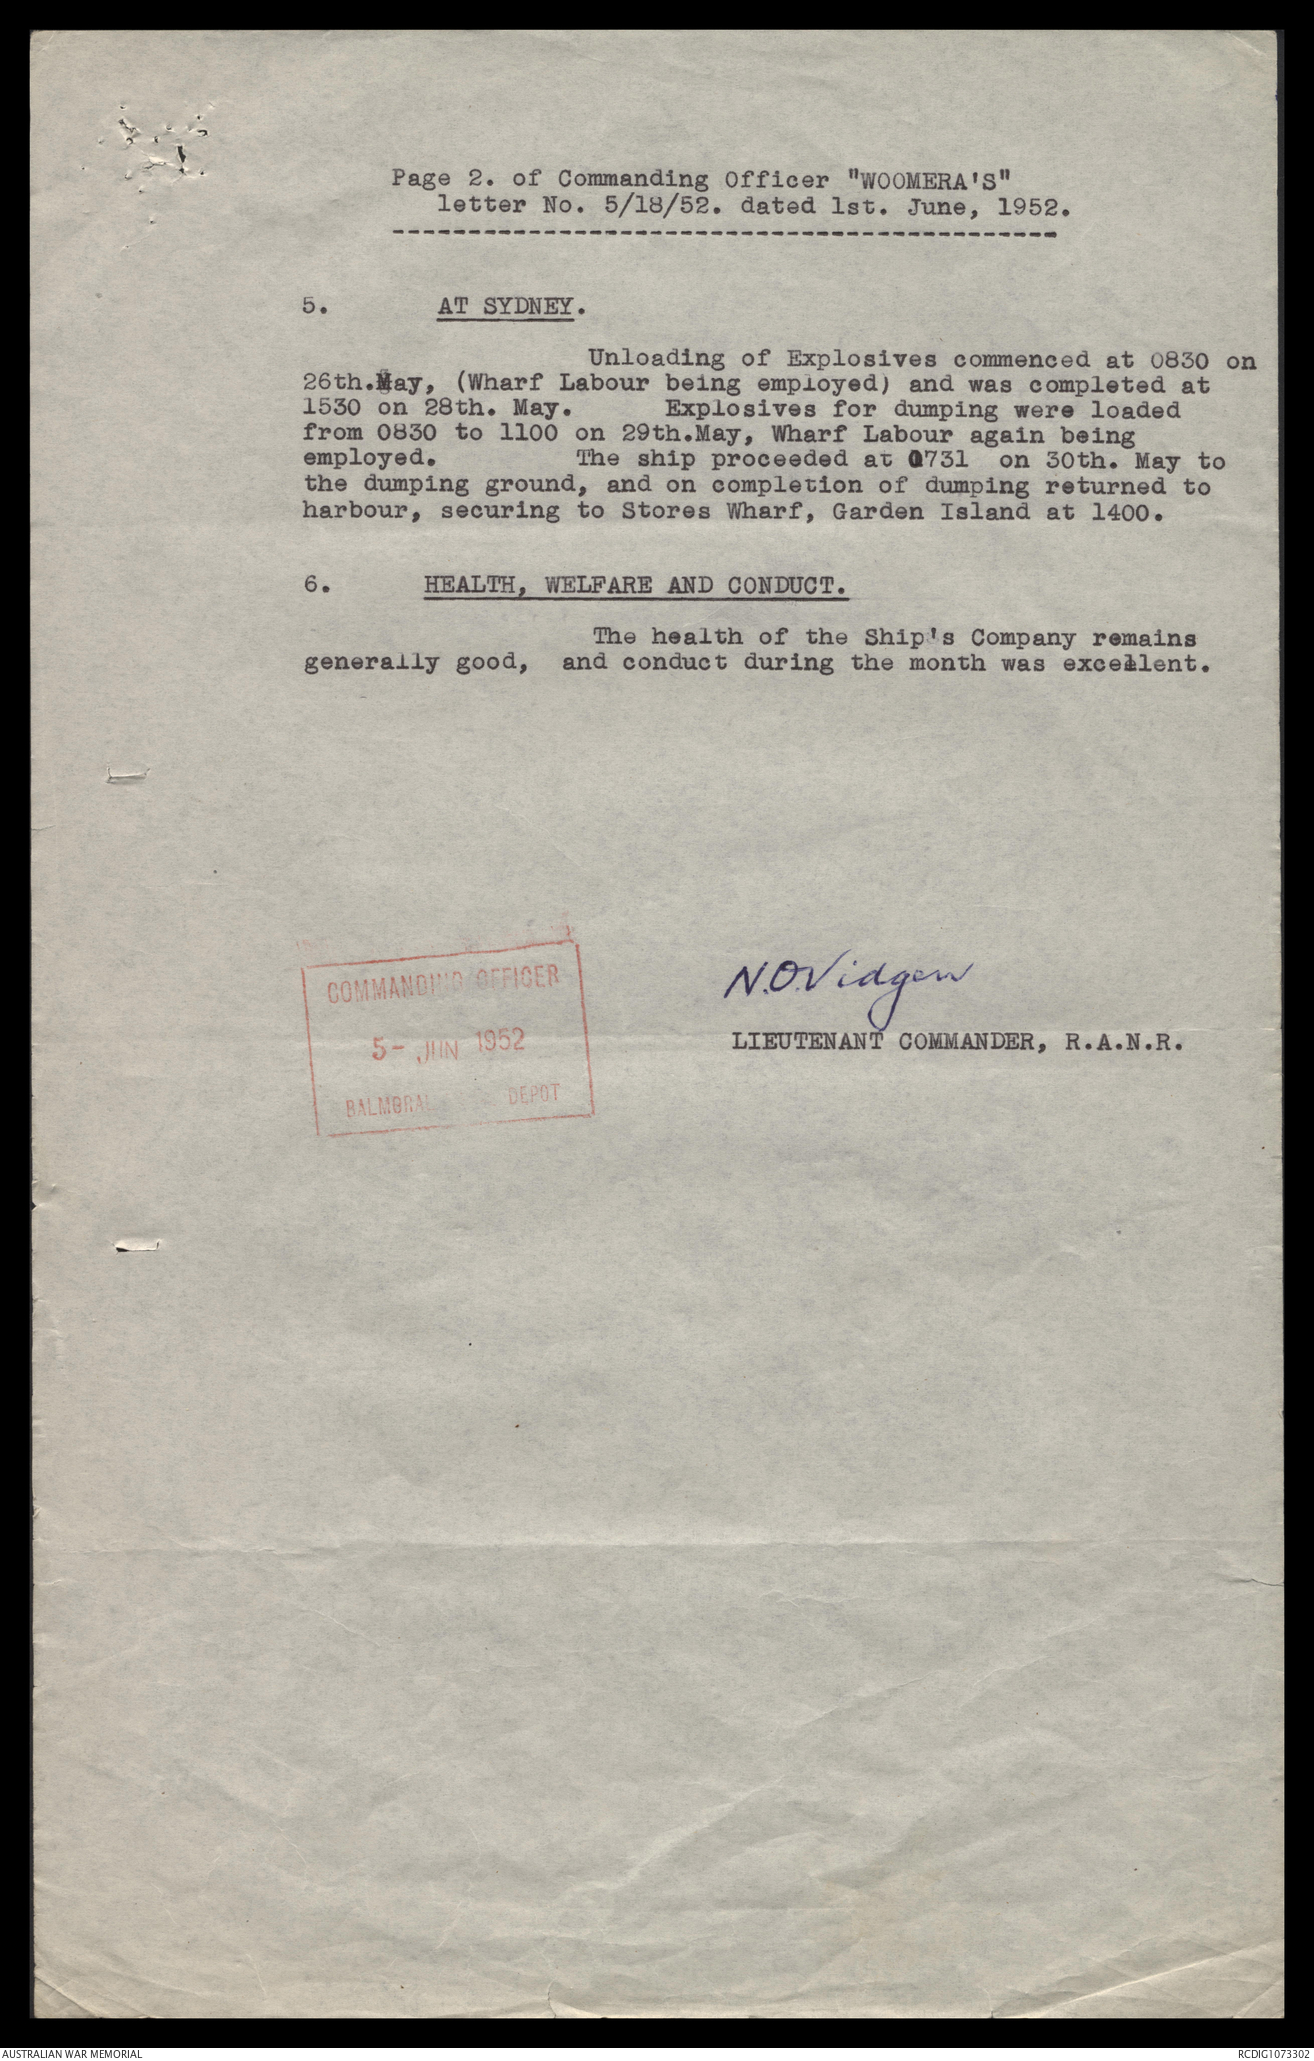 Page 2. of Commanding Officer "WOOMERA'S"
letter No. 5/18/52. dated 1st. June, 1952.
--------------------------------------------
5. AT SYDNEY.
Unloading of Explosives commenced at 0830 on
26th.May, (Wharf Labour being employed) and was completed at
1530 on 28th. May. Explosives for dumping were loaded
from 0830 to 1100 on 29th.May, Wharf Labour again being
employed. The ship proceeded at 0731 on 30th. May to
the dumping ground, and on completion of dumping returned to
harbour, securing to Stores Wharf, Garden Island at 1400.
6. HEALTH, WELFARE AND CONDUCT.
The health of the Ship's Company remains
generally good, and conduct during the month was excellent.
N.O.Vidgen
LIEUTENANT COMMANDER, R.A.N.R.
COMMANDING OFFICER
5- JUN 1952
BALMORAL DEPOT
AUSTRALIAN WAR MEMORIAL
RCDIG1073302